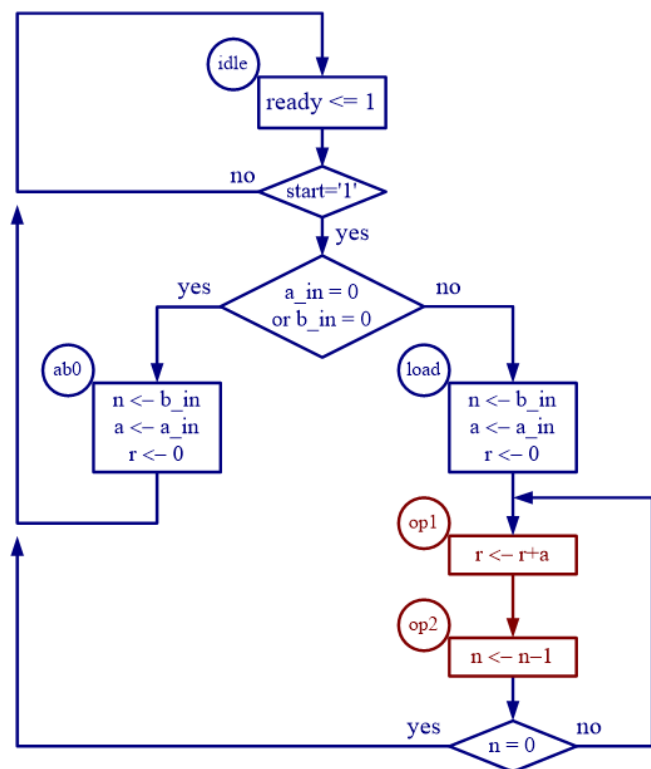 idle
ready <= 1
no
start='1'
yes
yes
a_in = 0
or b_in = 0
no
ab0
n <- b_in
a <- a_in
r <- 0
load
n <- b_in
a <- a_in
r <- 0
op1
r <- r+a
op2
n <- n−1
yes
n = 0
no